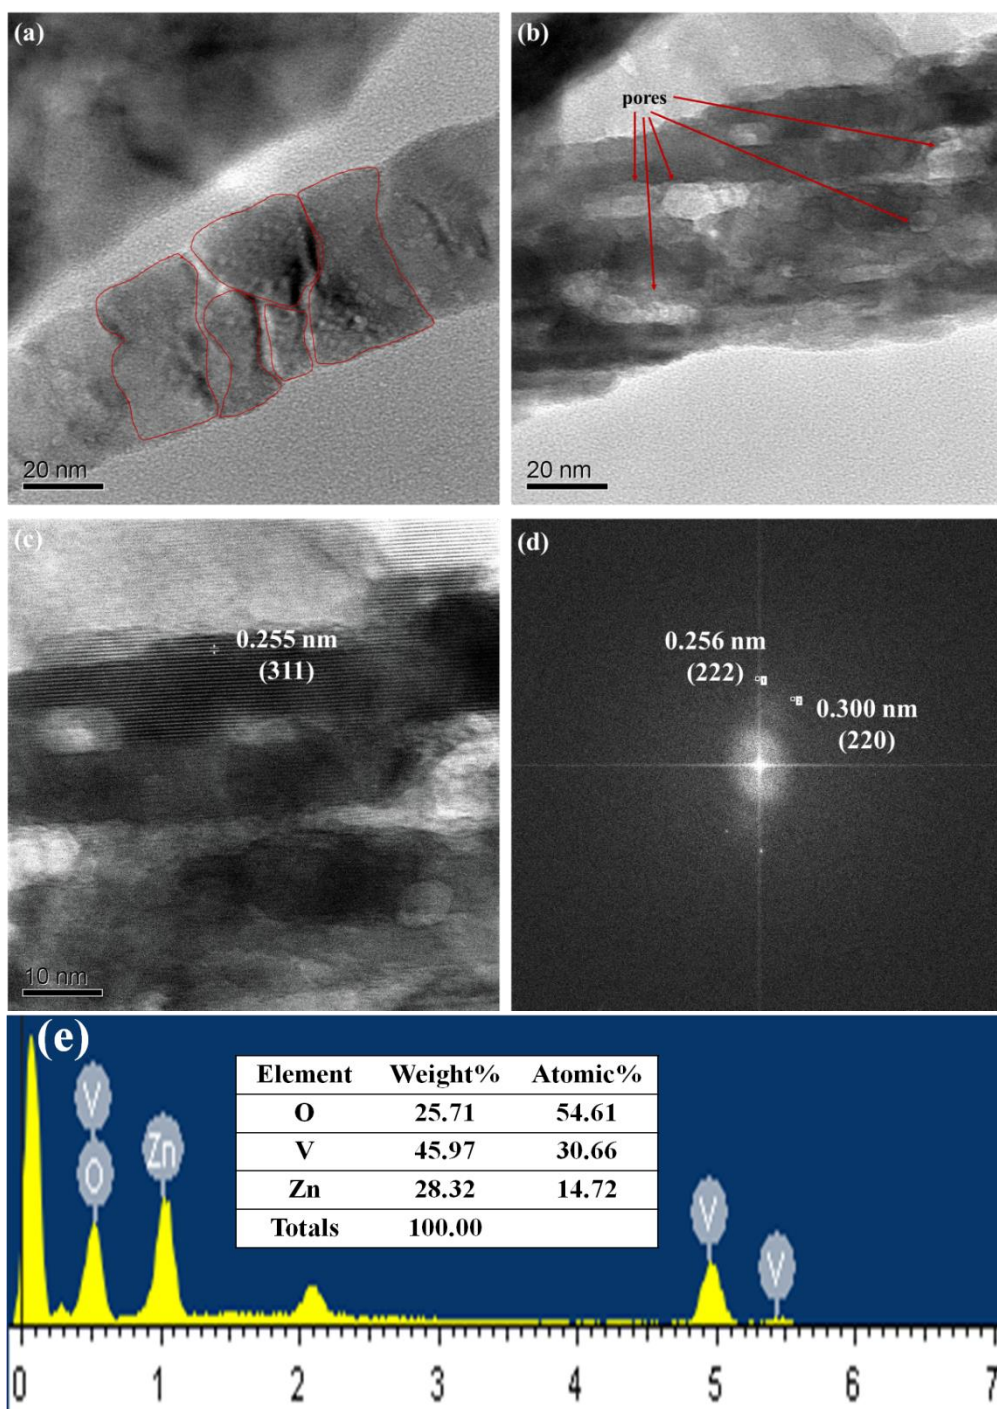 (a)
20 nm
(b)
pores
20 nm
(c)
0.255 nm
(311)
10 nm
(d)
0.256 nm
(222)
0.300 nm
(220)
(e)
V
O
Zn
V
V
Element Weight% Atomic%
O 25.71 54.61
V 45.97 30.66
Zn 28.32 14.72
Totals 100.00
0 1 2 3 4 5 6 7